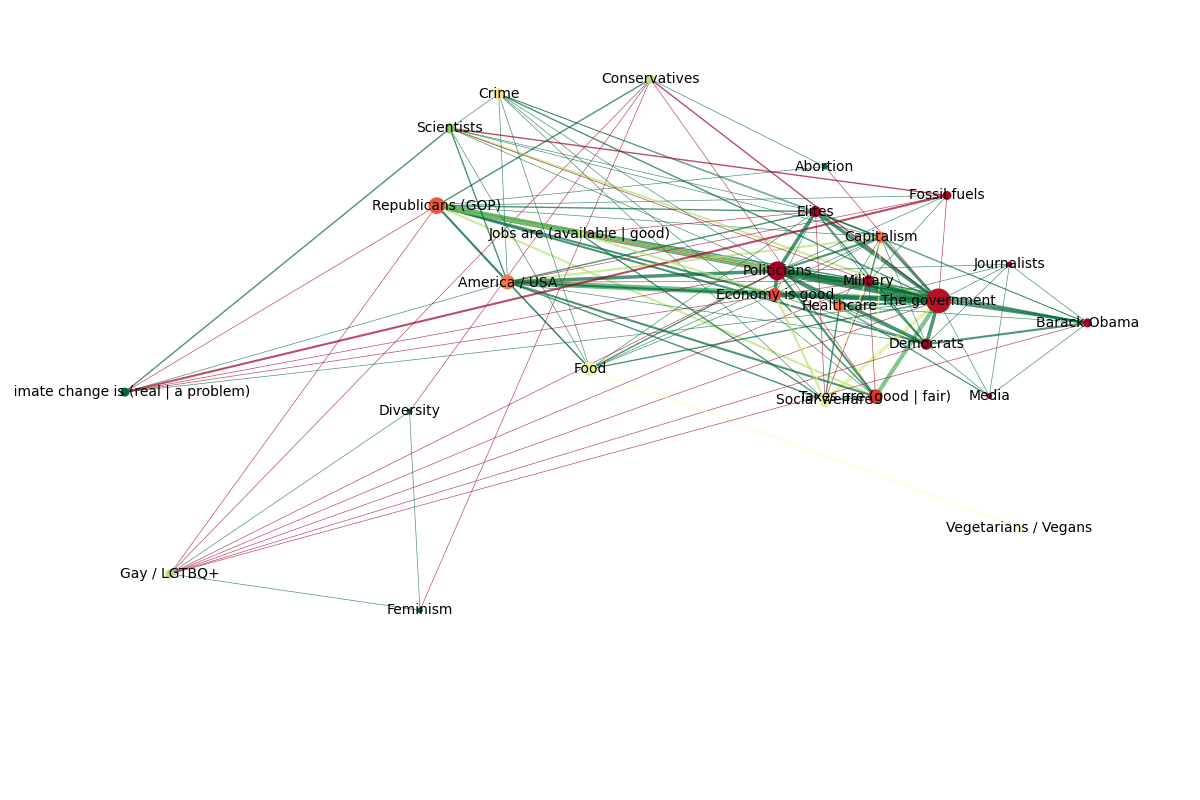 Conservatives
Crime
Scientists
Abortion
Fossil fuels
Republicans (GOP)
Elites
Jobs are (available | good)
Capitalism
Journalists
Politicians
America / USA
Military
Economy is good
The government
Healthcare
Barack Obama
Democrats
Food
imate change is (real | a problem)
Social welfare
Taxes are (good | fair)
Media
Diversity
Vegetarians / Vegans
Gay / LGTBQ+
Feminism